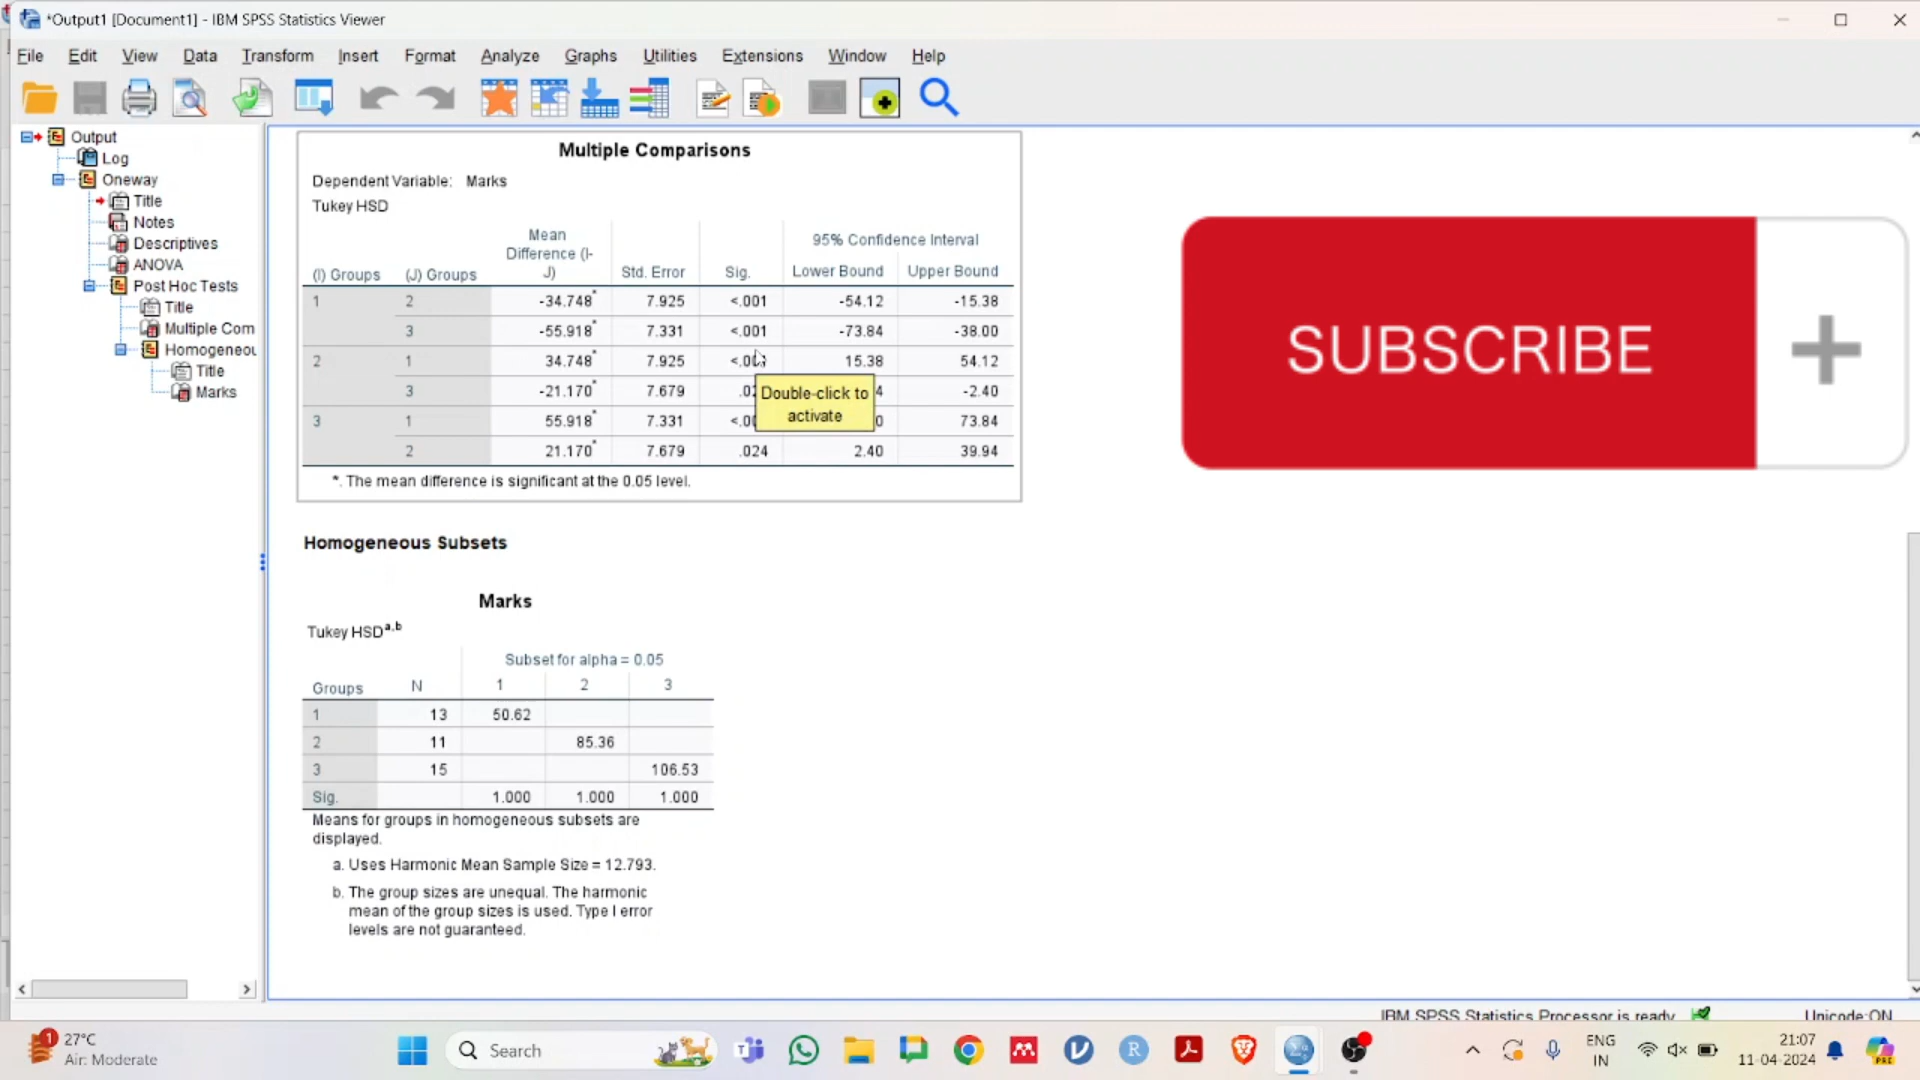 *Output1 [Document1] - IBM SPSS Statistics Viewer
File Edit View Data Transform Insert Format Analyze Graphs Utilities Extensions Window Help
Output
Log
Oneway
Title
Notes
Descriptives
ANOVA
Post Hoc Tests
Title
Multiple Com
Homogeneou
Title
Marks
Multiple Comparisons
Dependent Variable: Marks
Tukey HSD
(I) Groups (J) Groups Mean Difference (I-J) Std. Error Sig. 95% Confidence Interval
Lower Bound Upper Bound
1 2 -34.748* 7.925 <.001 -54.12 -15.38
3 -55.918* 7.331 <.001 -73.84 -38.00
2 1 34.748* 7.925 <.00 15.38 54.12
3 -21.170* 7.679 .02 4 -2.40
3 1 55.918* 7.331 <.00 0 73.84
2 21.170* 7.679 .024 2.40 39.94
*. The mean difference is significant at the 0.05 level.
Double-click to
activate
SUBSCRIBE +
Homogeneous Subsets
Marks
Tukey HSDa,b
Subset for alpha = 0.05
Groups N 1 2 3
1 13 50.62
2 11 85.36
3 15 106.53
Sig. 1.000 1.000 1.000
Means for groups in homogeneous subsets are
displayed.
a. Uses Harmonic Mean Sample Size = 12.793.
b. The group sizes are unequal. The harmonic
mean of the group sizes is used. Type I error
levels are not guaranteed.
IBM SPSS Statistics Processor is ready Unicode:ON
1 27°C
Air: Moderate
Search
ENG
IN
21:07
11-04-2024
PRE